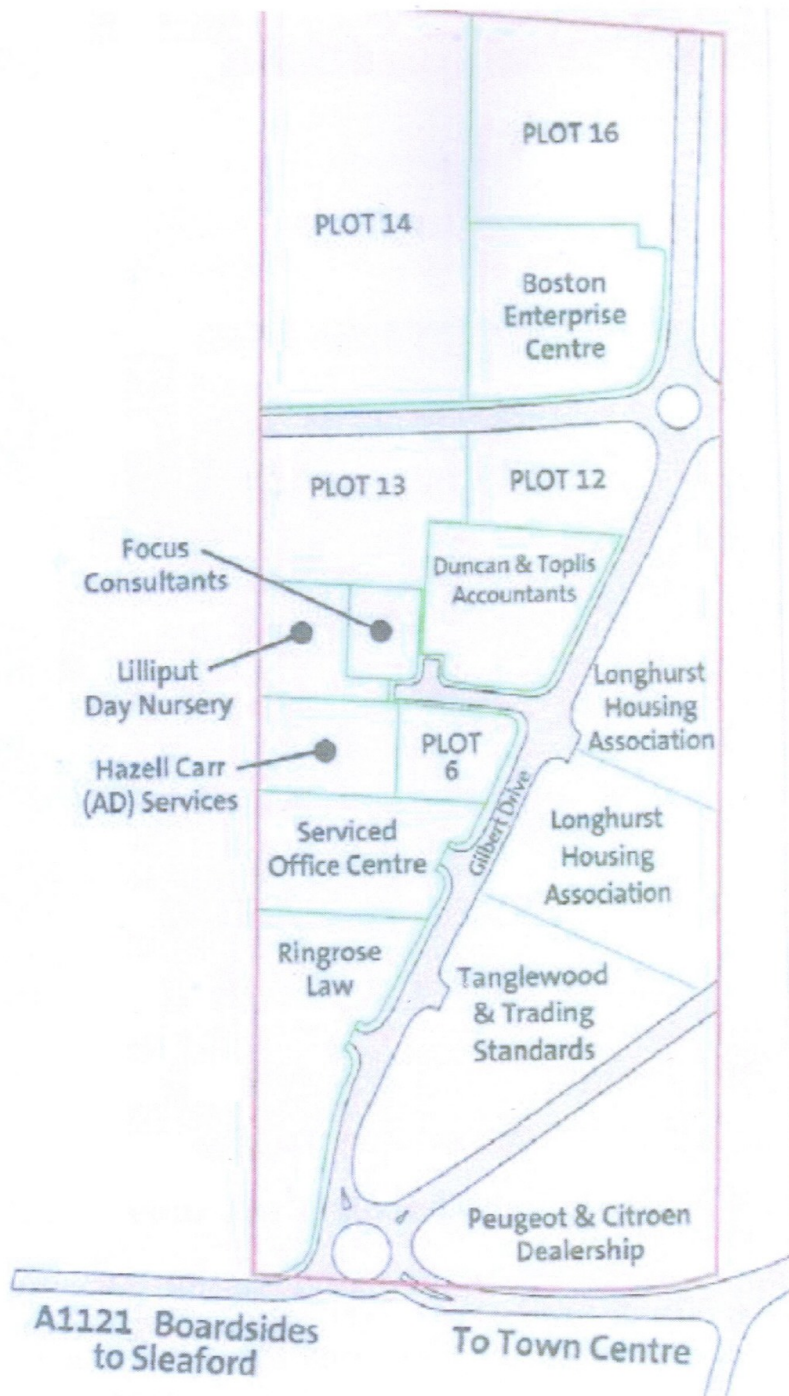 PLOT 16
PLOT 14
Boston
Enterprise
Centre
PLOT 13
PLOT 12
Focus
Consultants
Duncan & Toplis
Accountants
Lilliput
Day Nursery
Longhurst
Housing
Association
Hazell Carr
(AD) Services
PLOT
6
Gilbert Drive
Serviced
Office Centre
Longhurst
Housing
Association
Ringrose
Law
Tanglewood
& Trading
Standards
Peugeot & Citroen
Dealership
A1121 Boardsides
to Sleaford
To Town Centre